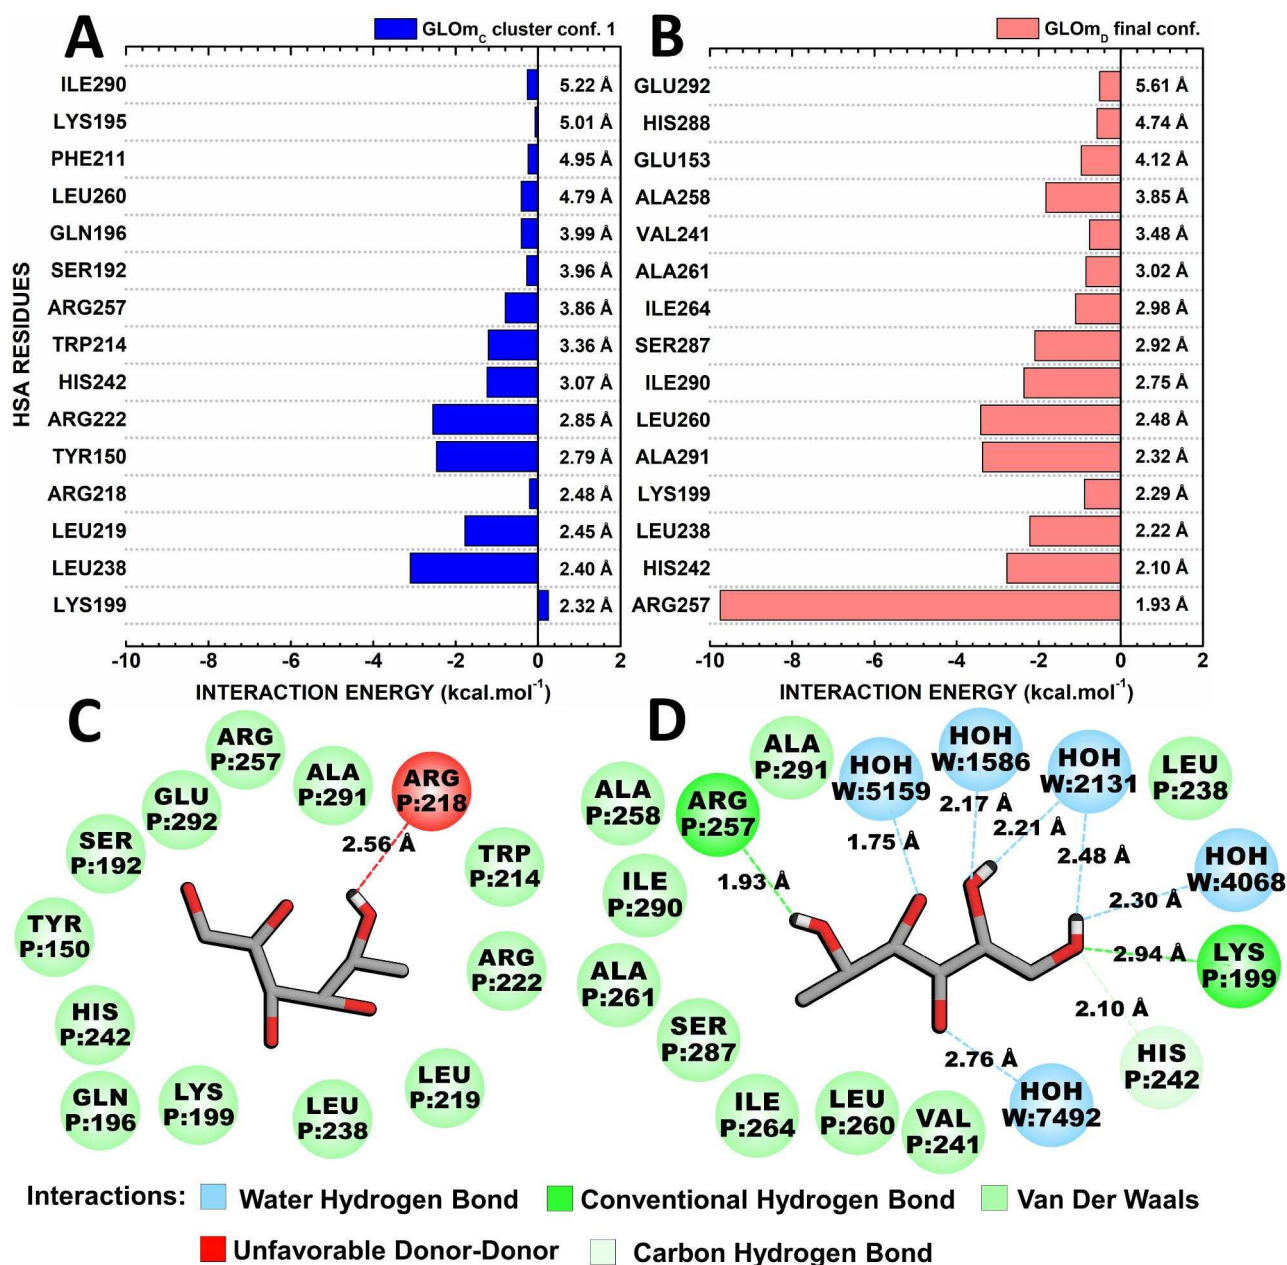 A
GLOm_C cluster conf. 1
HSA RESIDUES
ILE290 5.22 Å
LYS195 5.01 Å
PHE211 4.95 Å
LEU260 4.79 Å
GLN196 3.99 Å
SER192 3.96 Å
ARG257 3.86 Å
TRP214 3.36 Å
HIS242 3.07 Å
ARG222 2.85 Å
TYR150 2.79 Å
ARG218 2.48 Å
LEU219 2.45 Å
LEU238 2.40 Å
LYS199 2.32 Å
-10 -8 -6 -4 -2 0 2
INTERACTION ENERGY (kcal.mol⁻¹)
B
GLOm_D final conf.
GLU292 5.61 Å
HIS288 4.74 Å
GLU153 4.12 Å
ALA258 3.85 Å
VAL241 3.48 Å
ALA261 3.02 Å
ILE264 2.98 Å
SER287 2.92 Å
ILE290 2.75 Å
LEU260 2.48 Å
ALA291 2.32 Å
LYS199 2.29 Å
LEU238 2.22 Å
HIS242 2.10 Å
ARG257 1.93 Å
-10 -8 -6 -4 -2 0 2
INTERACTION ENERGY (kcal.mol⁻¹)
C
ARG
P:257
ALA
P:291
ARG
P:218
GLU
P:292
2.56 Å
SER
P:192
TRP
P:214
TYR
P:150
ARG
P:222
HIS
P:242
LEU
P:219
GLN
P:196
LYS
P:199
LEU
P:238
D
ALA
P:291
HOH
W:5159
HOH
W:1586
HOH
W:2131
LEU
P:238
ALA
P:258
ARG
P:257
2.17 Å
2.21 Å
1.75 Å
2.48 Å
HOH
W:4068
1.93 Å
2.30 Å
ILE
P:290
2.94 Å
LYS
P:199
ALA
P:261
2.10 Å
SER
P:287
HIS
P:242
2.76 Å
ILE
P:264
LEU
P:260
VAL
P:241
HOH
W:7492
Interactions: Water Hydrogen Bond Conventional Hydrogen Bond Van Der Waals
Unfavorable Donor-Donor Carbon Hydrogen Bond